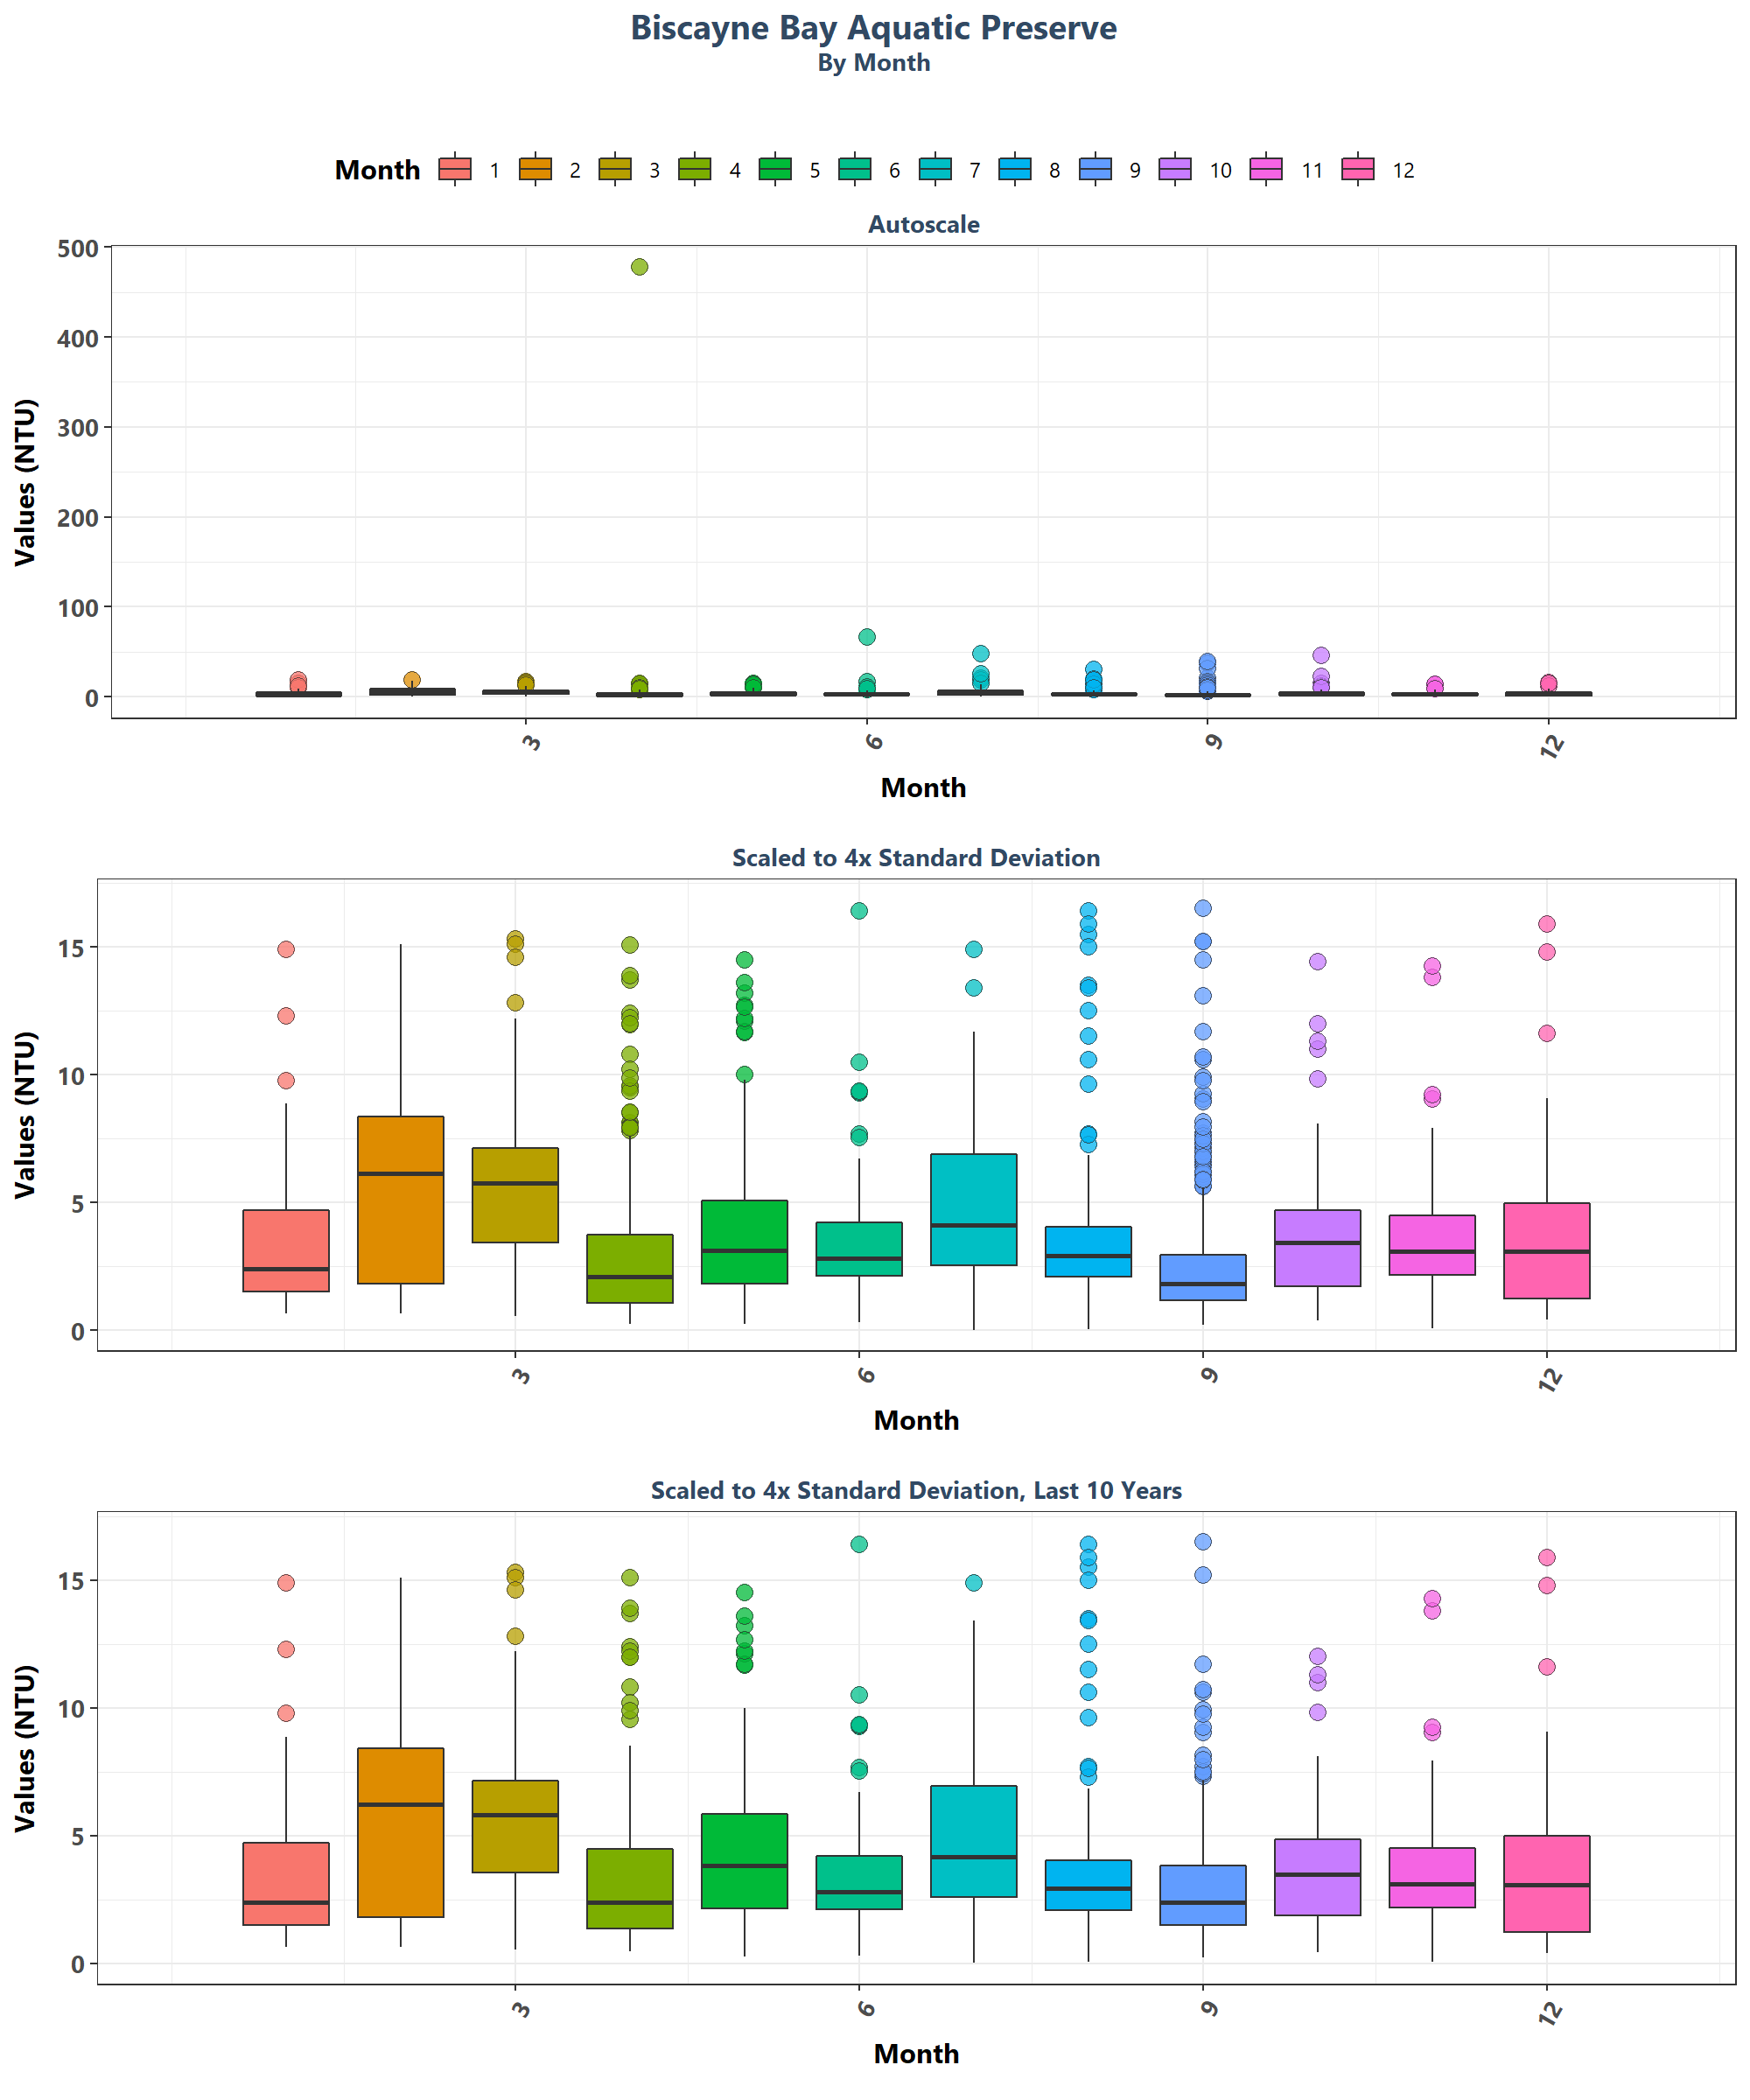 Biscayne Bay Aquatic Preserve
By Month
Month 1 2 3 4 5 6 7 8 9 10 11 12
Autoscale
Values (NTU)
500
400
300
200
100
0
3 6 9 12
Month
Scaled to 4x Standard Deviation
Values (NTU)
15
10
5
0
3 6 9 12
Month
Scaled to 4x Standard Deviation, Last 10 Years
Values (NTU)
15
10
5
0
3 6 9 12
Month